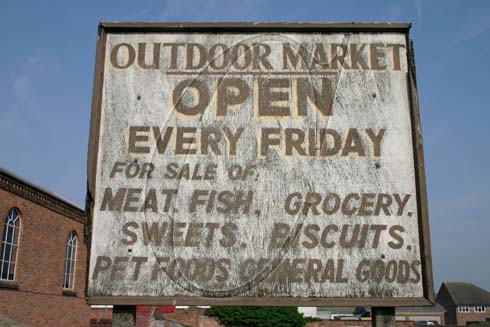 OUTDOOR MARKET
OPEN
EVERY FRIDAY
FOR SALE OF.
MEAT FISH. GROCERY.
SWEETS. BISCUITS.
PET FOODS GENERAL GOODS